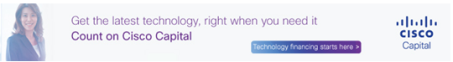 Get the latest technology, right when you need it
Count on Cisco Capital
Technology financing starts here >
CISCO
Capital